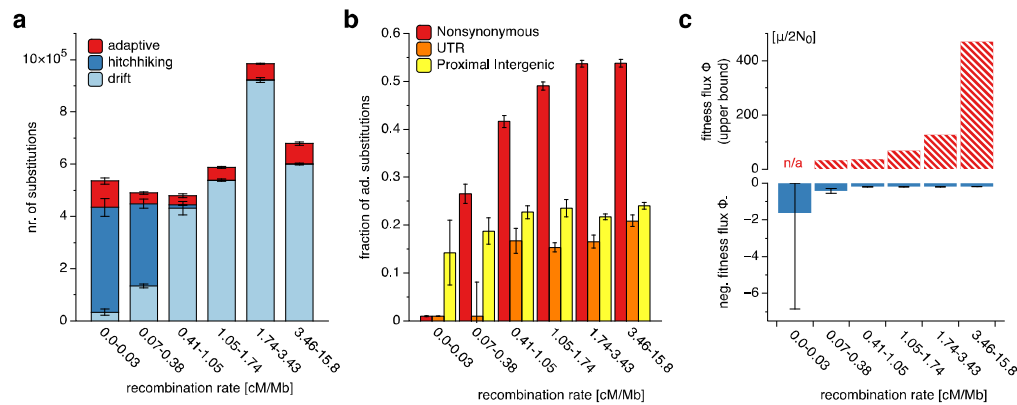 a
adaptive
hitchhiking
drift
nr. of substitutions
10×10⁵
8
6
4
2
0
0.0-0.03
0.07-0.38
0.41-1.05
1.05-1.74
1.74-3.43
3.46-15.8
recombination rate [cM/Mb]
b
Nonsynonymous
UTR
Proximal Intergenic
fraction of ad. substitutions
0.6
0.5
0.4
0.3
0.2
0.1
0
0.0-0.03
0.07-0.38
0.41-1.05
1.05-1.74
1.74-3.43
3.46-15.8
recombination rate [cM/Mb]
c
[μ/2N₀]
fitness flux Φ
(upper bound)
400
200
0
n/a
neg. fitness flux Φ-
0
−2
−4
−6
0.0-0.03
0.07-0.38
0.41-1.05
1.05-1.74
1.74-3.43
3.46-15.8
recombination rate [cM/Mb]